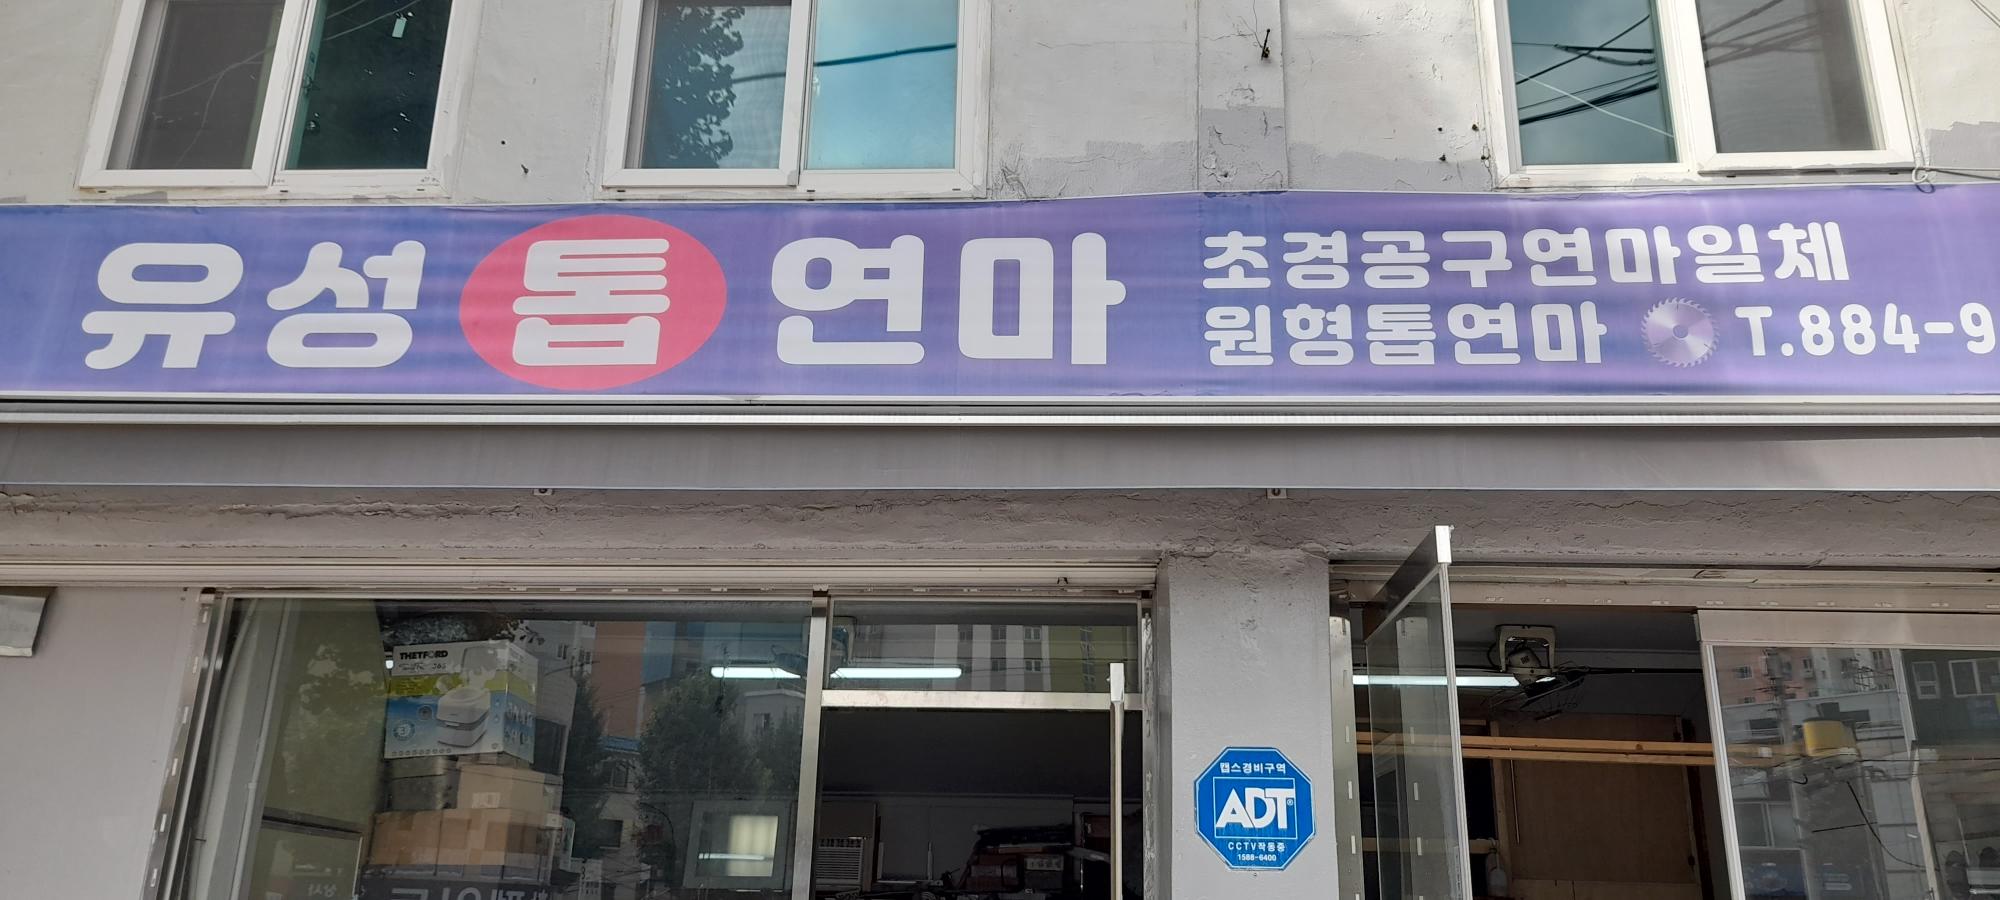 유성톱연마
초경공구연마일체
원형톱연마 T.884-9
THETFORD
캡스경비구역
ADT
CCTV작동중
1588-6400